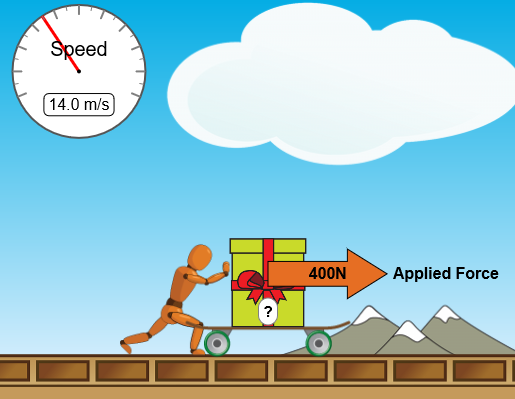 Speed
14.0 m/s
400N
Applied Force
?